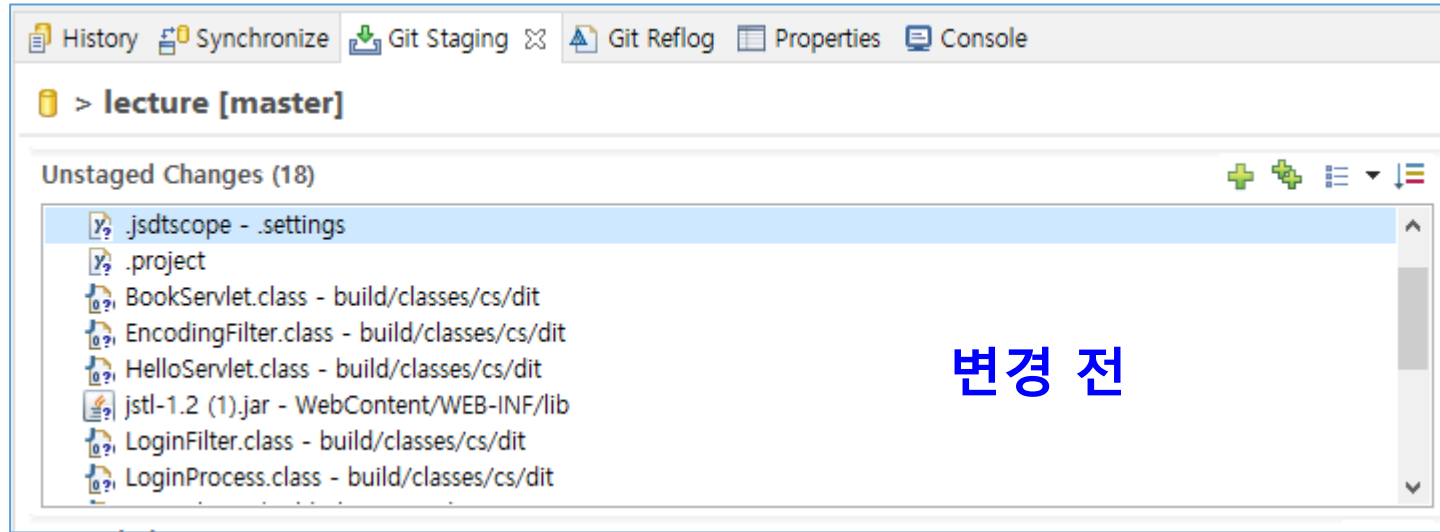 History Synchronize Git Staging Git Reflog Properties Console
> lecture [master]
Unstaged Changes (18)
.jsdtscope - .settings
.project
BookServlet.class - build/classes/cs/dit
EncodingFilter.class - build/classes/cs/dit
HelloServlet.class - build/classes/cs/dit
변경 전
jstl-1.2 (1).jar - WebContent/WEB-INF/lib
LoginFilter.class - build/classes/cs/dit
LoginProcess.class - build/classes/cs/dit